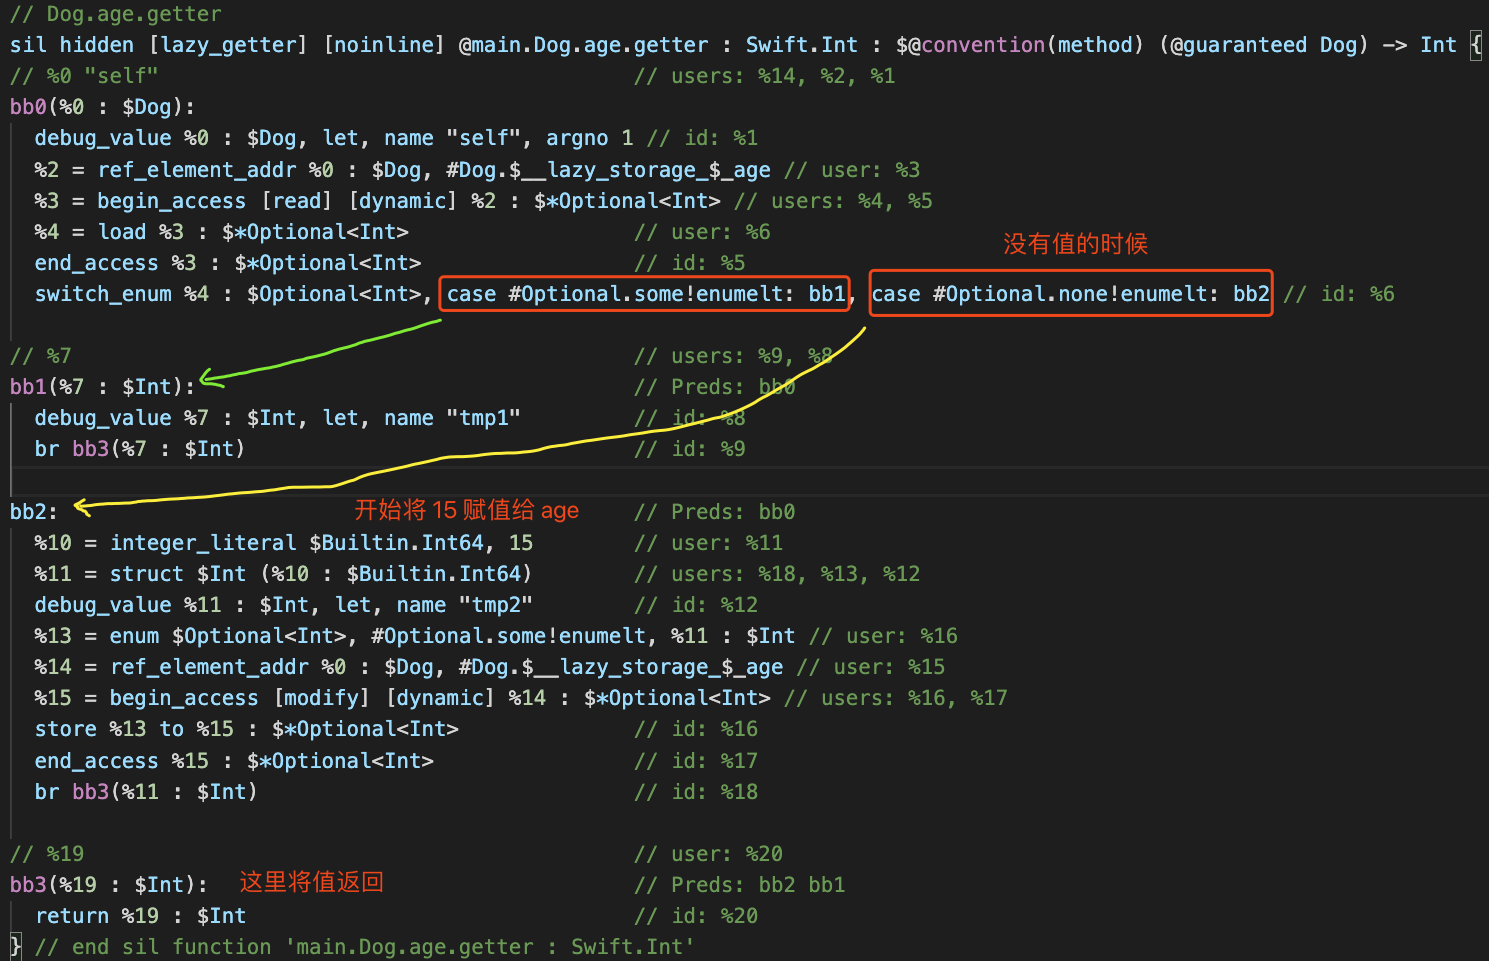 // Dog.age.getter
sil hidden [lazy_getter] [noinline] @main.Dog.age.getter : Swift.Int : $@convention(method) (@guaranteed Dog) -> Int {
// %0 "self" // users: %14, %2, %1
bb0(%0 : $Dog):
debug_value %0 : $Dog, let, name "self", argno 1 // id: %1
%2 = ref_element_addr %0 : $Dog, #Dog.$__lazy_storage_$_age // user: %3
%3 = begin_access [read] [dynamic] %2 : $*Optional<Int> // users: %4, %5
%4 = load %3 : $*Optional<Int> // user: %6
没有值的时候
end_access %3 : $*Optional<Int> // id: %5
switch_enum %4 : $Optional<Int>, case #Optional.some!enumelt: bb1, case #Optional.none!enumelt: bb2 // id: %6
// %7 // users: %9, %8
bb1(%7 : $Int): // Preds: bb0
debug_value %7 : $Int, let, name "tmp1" // id: %8
br bb3(%7 : $Int) // id: %9
bb2: 开始将 15 赋值给 age // Preds: bb0
%10 = integer_literal $Builtin.Int64, 15 // user: %11
%11 = struct $Int (%10 : $Builtin.Int64) // users: %18, %13, %12
debug_value %11 : $Int, let, name "tmp2" // id: %12
%13 = enum $Optional<Int>, #Optional.some!enumelt, %11 : $Int // user: %16
%14 = ref_element_addr %0 : $Dog, #Dog.$__lazy_storage_$_age // user: %15
%15 = begin_access [modify] [dynamic] %14 : $*Optional<Int> // users: %16, %17
store %13 to %15 : $*Optional<Int> // id: %16
end_access %15 : $*Optional<Int> // id: %17
br bb3(%11 : $Int) // id: %18
// %19 // user: %20
bb3(%19 : $Int): 这里将值返回 // Preds: bb2 bb1
return %19 : $Int // id: %20
} // end sil function 'main.Dog.age.getter : Swift.Int'